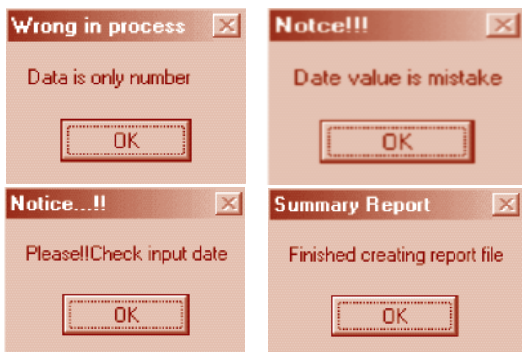 Wrong in process
Data is only number
OK
Notce!!!
Date value is mistake
OK
Notice...!!
Please!!Check input date
OK
Summary Report
Finished creating report file
OK